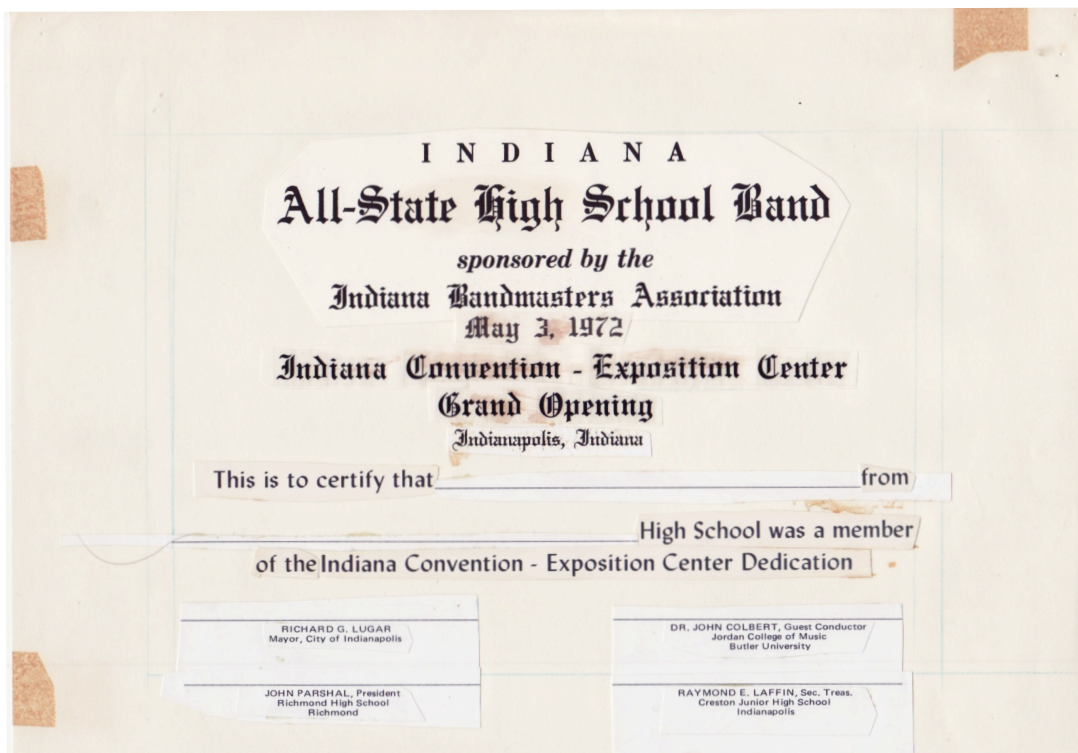 INDIANA
All-State High School Band
sponsored by the
Indiana Bandmasters Association
May 3, 1972
Indiana Convention - Exposition Center
Grand Opening
Indianapolis, Indiana
This is to certify that from
High School was a member
of the Indiana Convention - Exposition Center Dedication
RICHARD G. LUGAR
Mayor, City of Indianapolis
DR. JOHN COLBERT, Guest Conductor
Jordan College of Music
Butler University
JOHN PARSHAL, President
Richmond High School
Richmond
RAYMOND E. LAFFIN, Sec. Treas.
Creston Junior High School
Indianapolis